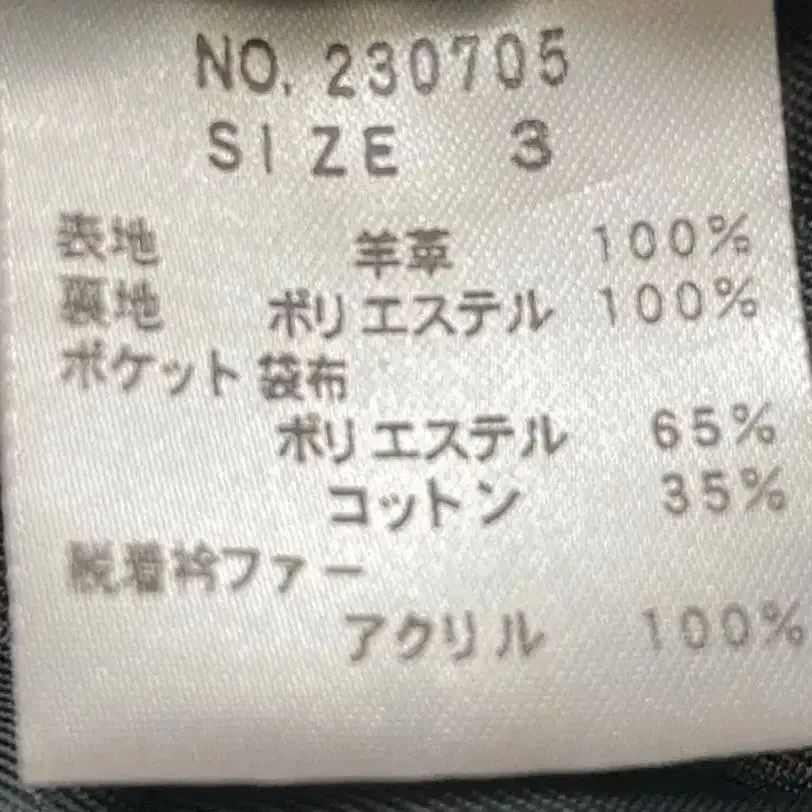 NO. 230705
SIZE 3
表地 羊革 100%
裏地 ポリエステル 100%
ポケット袋布
ポリエステル 65%
コットン 35%
脱着衿ファー
アクリル 100%